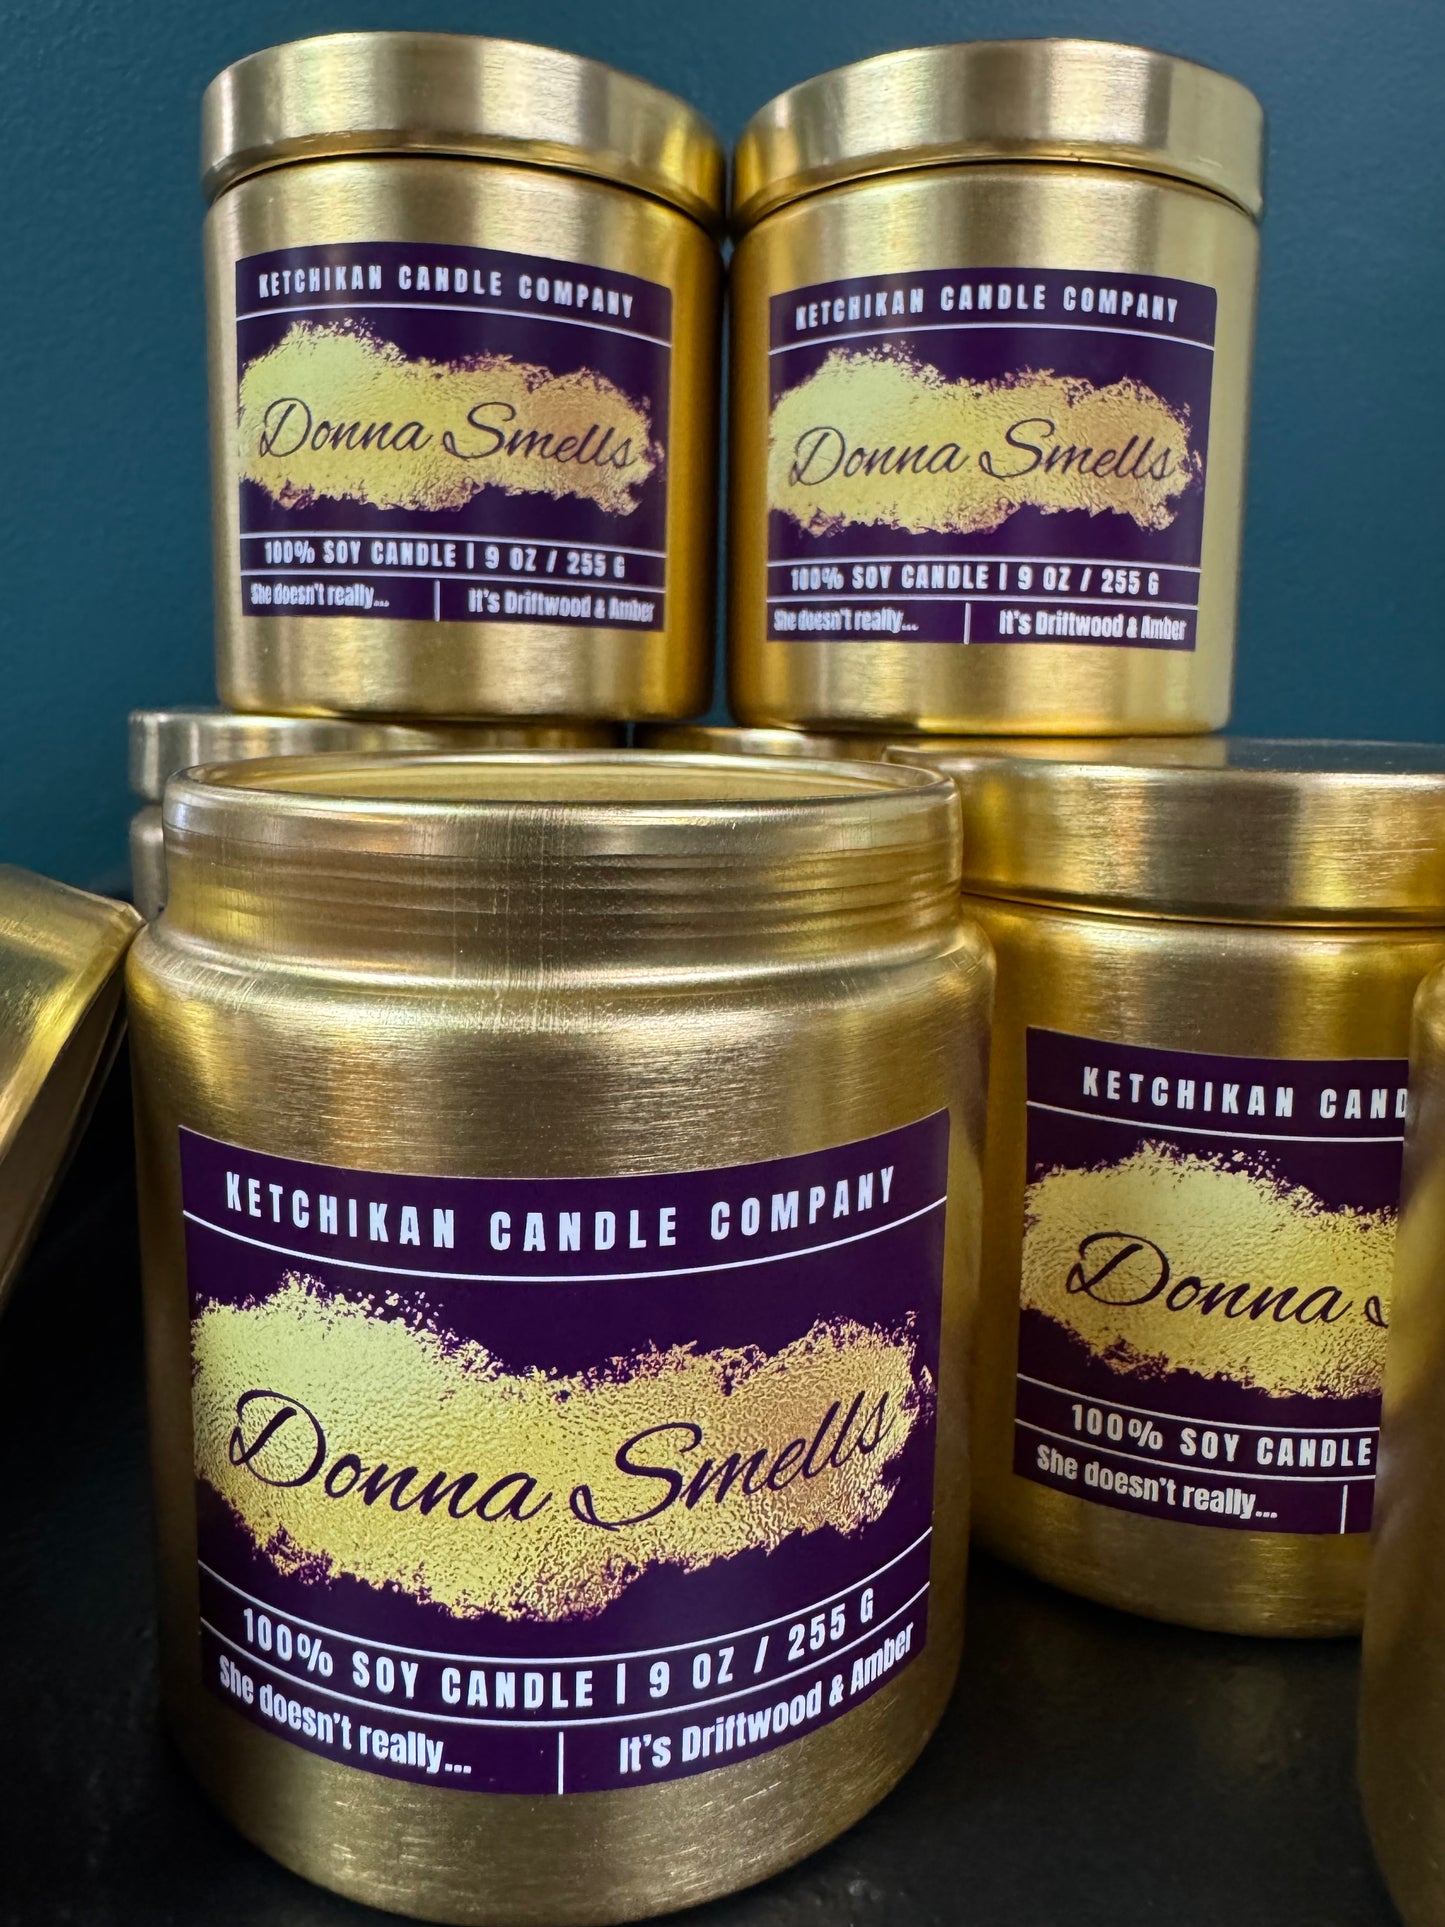 KETCHIKAN CANDLE COMPANY
Donna Smells
100% SOY CANDLE | 9 OZ / 255 G
She doesn't really... | It's Driftwood & Amber
KETCHIKAN CANDLE COMPANY
Donna Smells
100% SOY CANDLE | 9 OZ / 255 G
She doesn't really... | It's Driftwood & Amber
KETCHIKAN CANDLE COMPANY
Donna Smells
100% SOY CANDLE | 9 OZ / 255 G
She doesn't really... | It's Driftwood & Amber
KETCHIKAN CAND
Donna
100% SOY CANDLE
She doesn't really... |